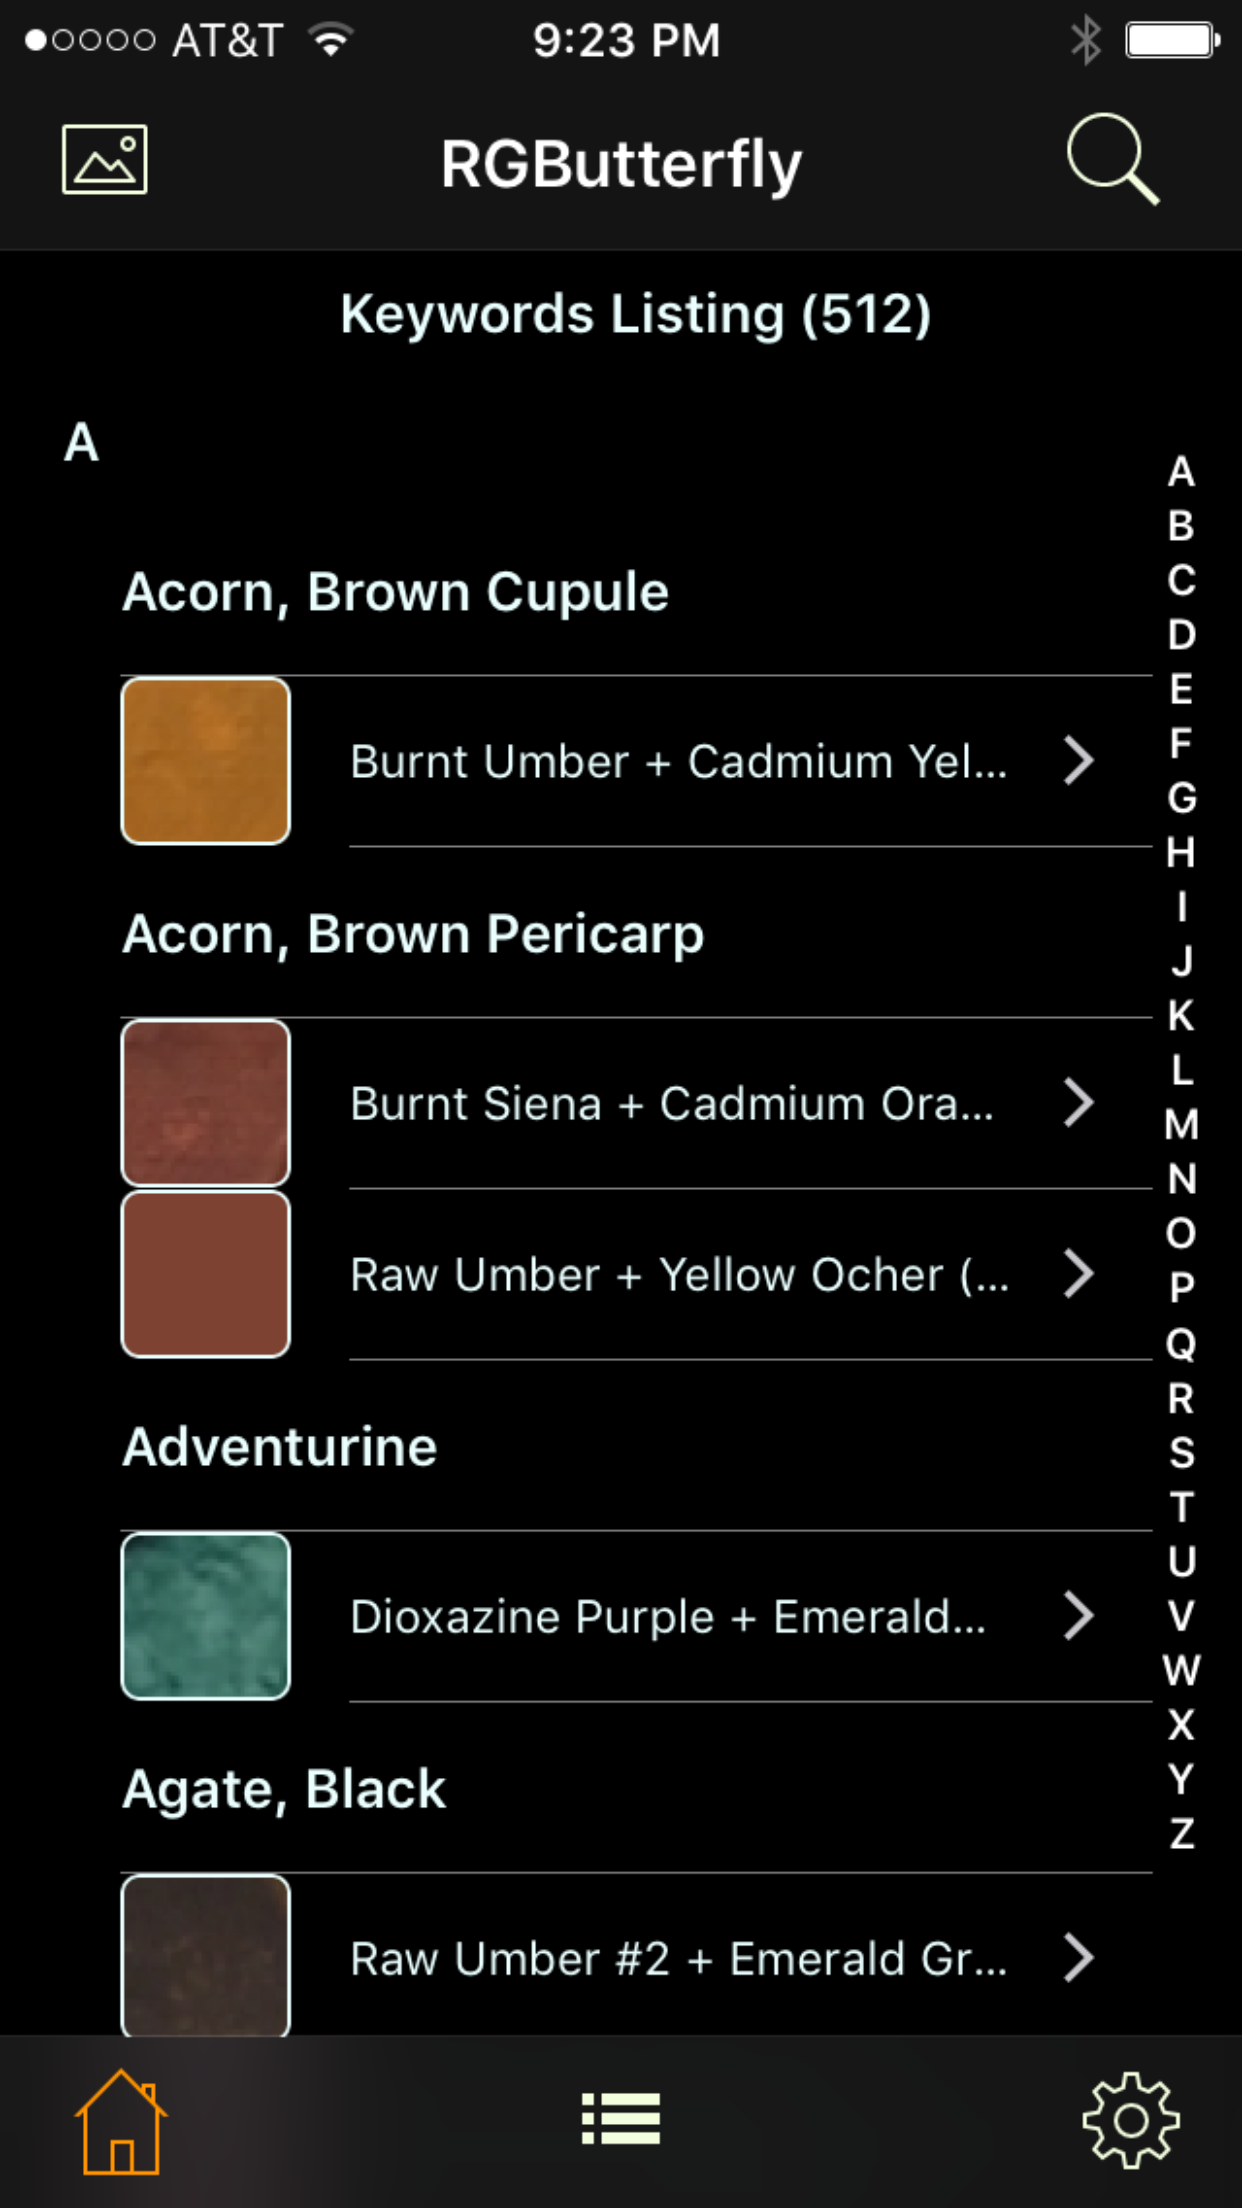 AT&T 9:23 PM
RGButterfly
Keywords Listing (512)
A
Acorn, Brown Cupule
Burnt Umber + Cadmium Yel...
Acorn, Brown Pericarp
Burnt Siena + Cadmium Ora...
Raw Umber + Yellow Ocher (...
Adventurine
Dioxazine Purple + Emerald...
Agate, Black
Raw Umber #2 + Emerald Gr...
A
B
C
D
E
F
G
H
I
J
K
L
M
N
O
P
Q
R
S
T
U
V
W
X
Y
Z